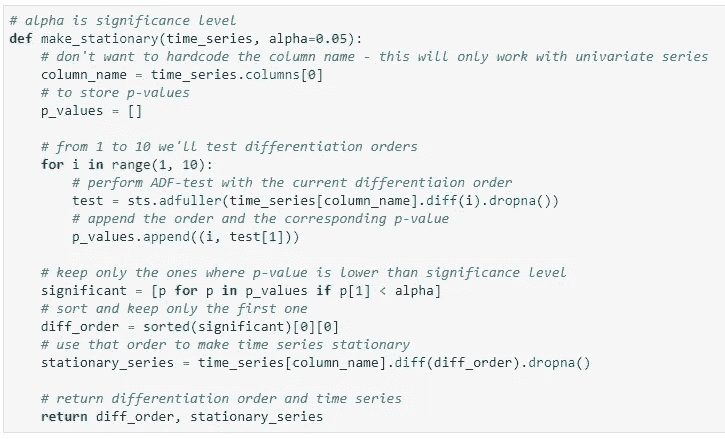 # alpha is significance level
def make_stationary(time_series, alpha=0.05):
    # don't want to hardcode the column name - this will only work with univariate series
    column_name = time_series.columns[0]
    # to store p-values
    p_values = []

    # from 1 to 10 we'll test differentiation orders
    for i in range(1, 10):
        # perform ADF-test with the current differentiaion order
        test = sts.adfuller(time_series[column_name].diff(i).dropna())
        # append the order and the corresponding p-value
        p_values.append((i, test[1]))

    # keep only the ones where p-value is lower than significance level
    significant = [p for p in p_values if p[1] < alpha]
    # sort and keep only the first one
    diff_order = sorted(significant)[0][0]
    # use that order to make time series stationary
    stationary_series = time_series[column_name].diff(diff_order).dropna()

    # return differentiation order and time series
    return diff_order, stationary_series